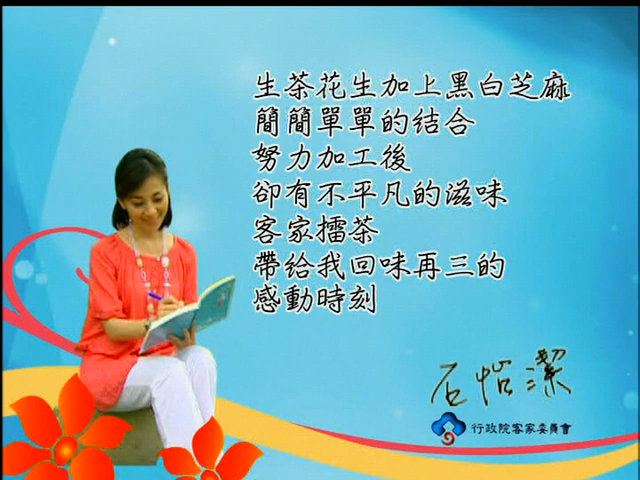 生茶花生加上黑白芝麻
簡簡單單的結合
努力加工後
卻有不平凡的滋味
客家擂茶
帶給我回味再三的
感動時刻
石怡潔
行政院客家委員會